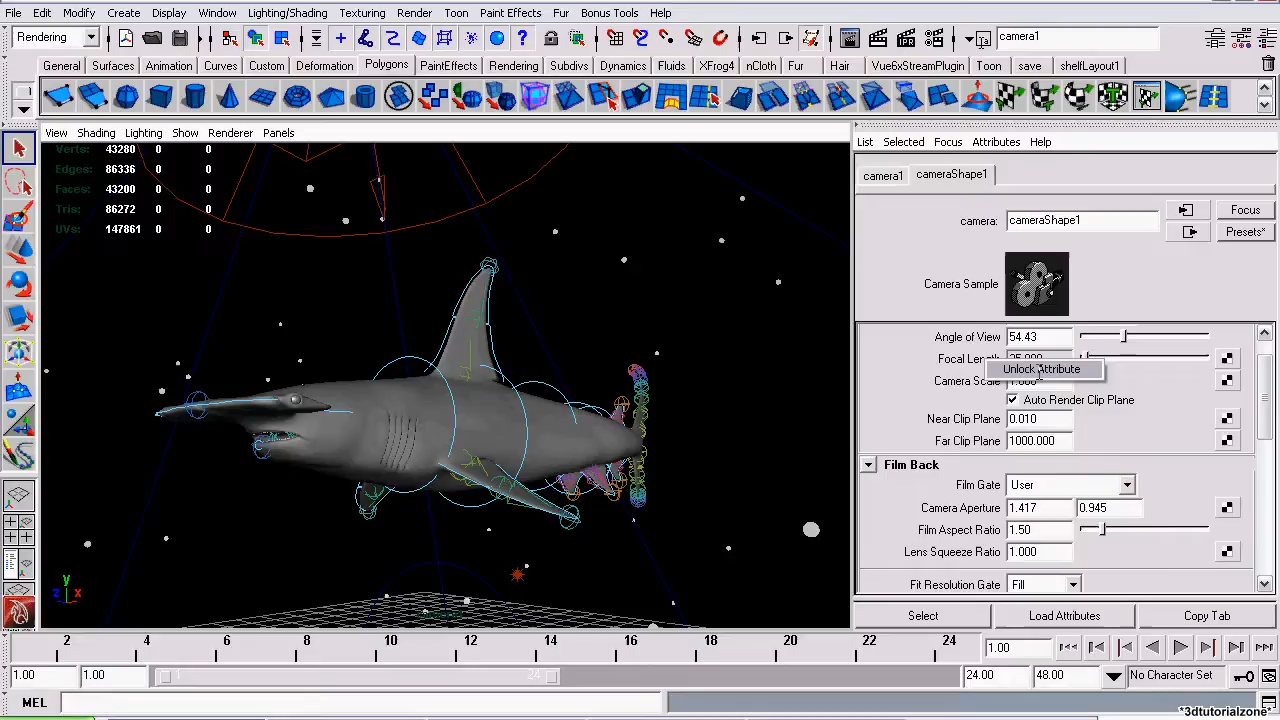 File Edit Modify Create Display Window Lighting/Shading Texturing Render Toon Paint Effects Fur Bonus Tools Help
Rendering camera1
General Surfaces Animation Curves Custom Deformation Polygons PaintEffects Rendering Subdivs Dynamics Fluids XFrog4 nCloth Fur Hair Vue6xStreamPlugin Toon save shelfLayout1
View Shading Lighting Show Renderer Panels
List Selected Focus Attributes Help
Verts: 43280 0 0
Edges: 86336 0 0
Faces: 43200 0 0
Tris: 86272 0 0
UVs: 147861 0 0
camera1 cameraShape1
camera: cameraShape1 Focus
Presets*
Camera Sample
Angle of View 54.43
Focal Length
Unlock Attribute
Camera Scale
Auto Render Clip Plane
Near Clip Plane 0.010
Far Clip Plane 1000.000
Film Back
Film Gate User
Camera Aperture 1.417 0.945
Film Aspect Ratio 1.50
Lens Squeeze Ratio 1.000
Fit Resolution Gate Fill
y
z x
Select Load Attributes Copy Tab
2 4 6 8 10 12 14 16 18 20 22 24 1.00
1.00 1.00 1 24 24.00 48.00 No Character Set
MEL
*3dtutorialzone*